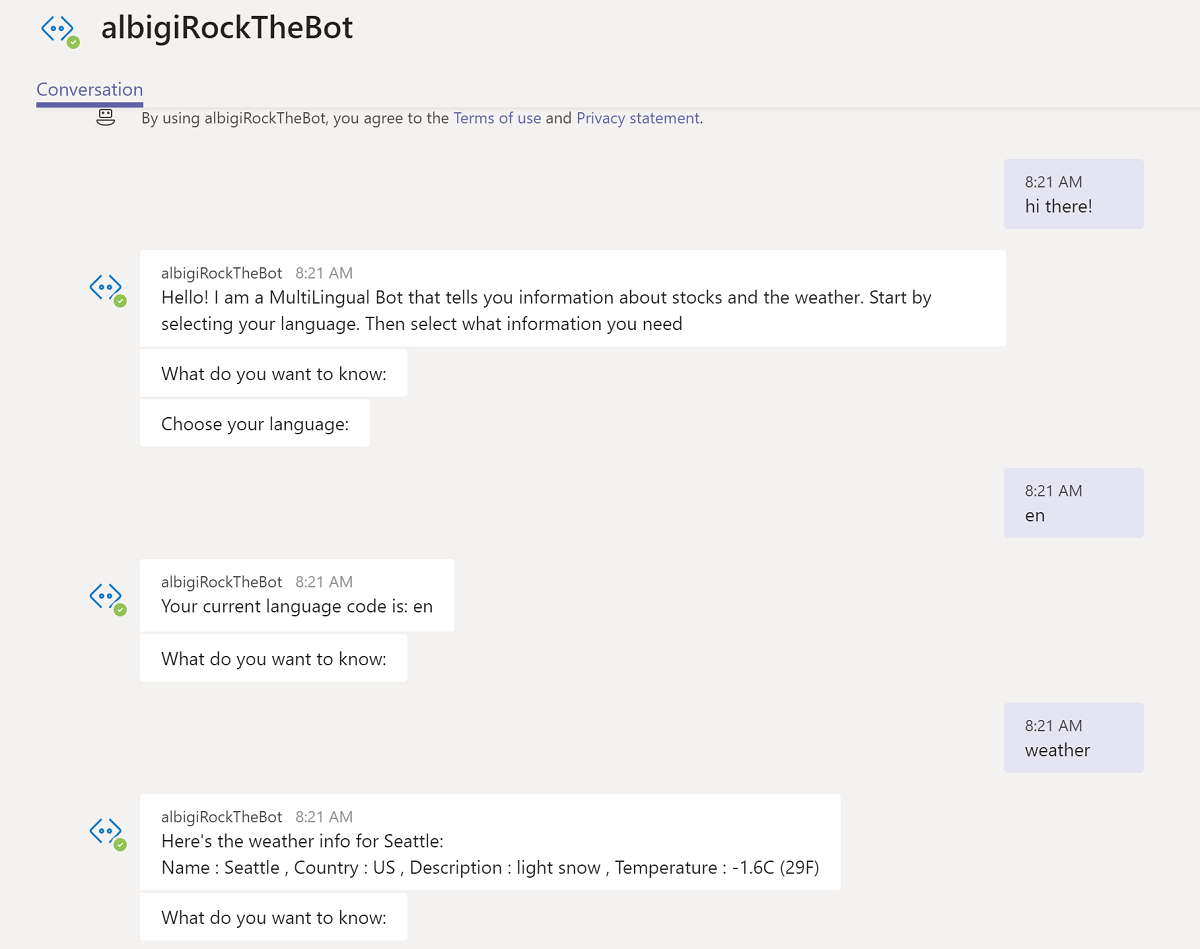 albigiRockTheBot
Conversation
By using albigiRockTheBot, you agree to the Terms of use and Privacy statement.
8:21 AM
hi there!
albigiRockTheBot 8:21 AM
Hello! I am a MultiLingual Bot that tells you information about stocks and the weather. Start by
selecting your language. Then select what information you need
What do you want to know:
Choose your language:
8:21 AM
en
albigiRockTheBot 8:21 AM
Your current language code is: en
What do you want to know:
8:21 AM
weather
albigiRockTheBot 8:21 AM
Here's the weather info for Seattle:
Name : Seattle , Country : US , Description : light snow , Temperature : -1.6C (29F)
What do you want to know: